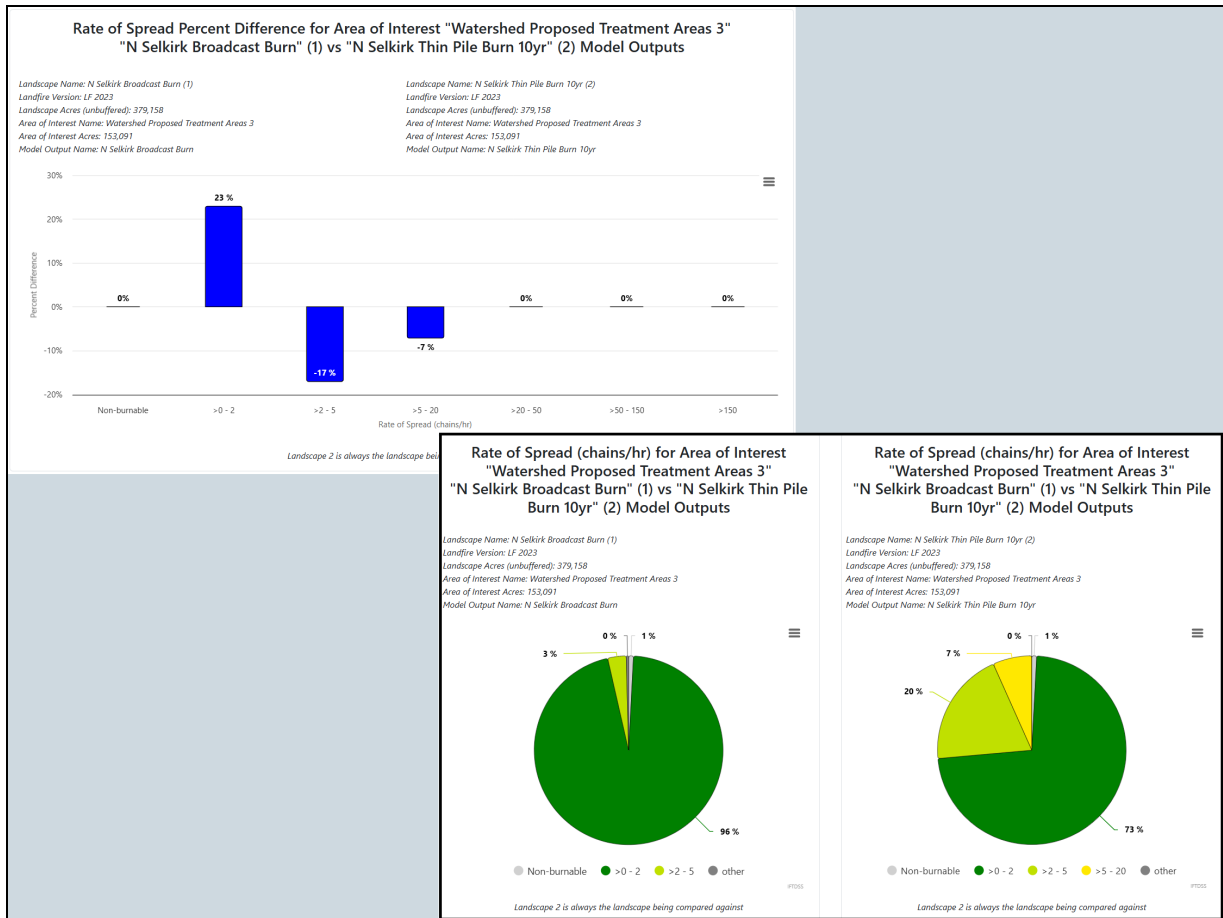 Rate of Spread Percent Difference for Area of Interest "Watershed Proposed Treatment Areas 3"
"N Selkirk Broadcast Burn" (1) vs "N Selkirk Thin Pile Burn 10yr" (2) Model Outputs
Landscape Name: N Selkirk Broadcast Burn (1)
Landfire Version: LF 2023
Landscape Acres (unbuffered): 379,158
Area of Interest Name: Watershed Proposed Treatment Areas 3
Area of Interest Acres: 153,091
Model Output Name: N Selkirk Broadcast Burn
Landscape Name: N Selkirk Thin Pile Burn 10yr (2)
Landfire Version: LF 2023
Landscape Acres (unbuffered): 379,158
Area of Interest Name: Watershed Proposed Treatment Areas 3
Area of Interest Acres: 153,091
Model Output Name: N Selkirk Thin Pile Burn 10yr
Percent Difference
30%
20%
10%
0%
-10%
-20%
0%
23 %
-17 %
-7 %
0%
0%
0%
Non-burnable
>0 - 2
>2 - 5
>5 - 20
>20 - 50
>50 - 150
>150
Rate of Spread (chains/hr)
Landscape 2 is always the landscape
Rate of Spread (chains/hr) for Area of Interest
"Watershed Proposed Treatment Areas 3"
"N Selkirk Broadcast Burn" (1) vs "N Selkirk Thin Pile
Burn 10yr" (2) Model Outputs
Landscape Name: N Selkirk Broadcast Burn (1)
Landfire Version: LF 2023
Landscape Acres (unbuffered): 379,158
Area of Interest Name: Watershed Proposed Treatment Areas 3
Area of Interest Acres: 153,091
Model Output Name: N Selkirk Broadcast Burn
0 %
1 %
3 %
96 %
Non-burnable
>0 - 2
>2 - 5
other
IFTDSS
Landscape 2 is always the landscape being compared against
Rate of Spread (chains/hr) for Area of Interest
"Watershed Proposed Treatment Areas 3"
"N Selkirk Broadcast Burn" (1) vs "N Selkirk Thin Pile
Burn 10yr" (2) Model Outputs
Landscape Name: N Selkirk Thin Pile Burn 10yr (2)
Landfire Version: LF 2023
Landscape Acres (unbuffered): 379,158
Area of Interest Name: Watershed Proposed Treatment Areas 3
Area of Interest Acres: 153,091
Model Output Name: N Selkirk Thin Pile Burn 10yr
0 %
1 %
7 %
20 %
73 %
Non-burnable
>0 - 2
>2 - 5
>5 - 20
other
IFTDSS
Landscape 2 is always the landscape being compared against